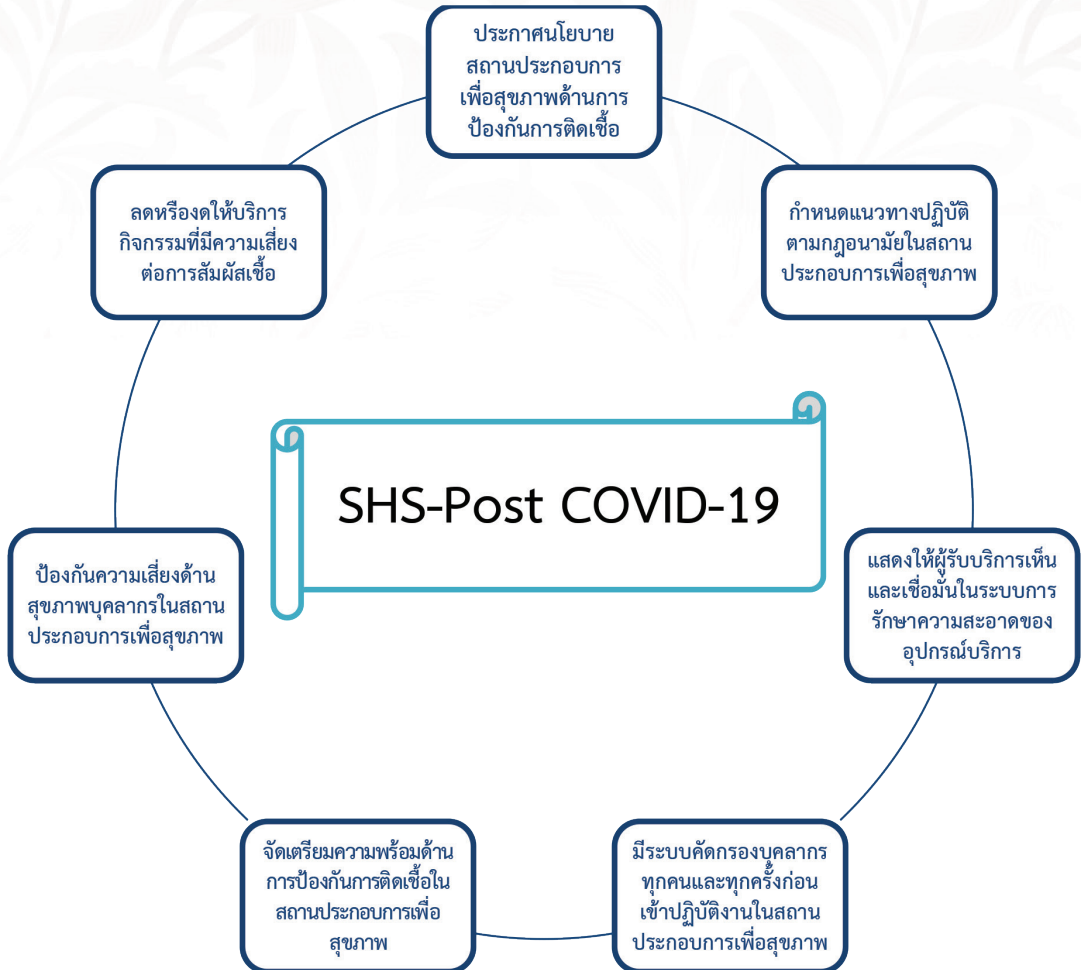 ประกาศนโยบาย
สถานประกอบการ
เพื่อสุขภาพด้านการ
ป้องกันการติดเชื้อ
กำหนดแนวทางปฏิบัติ
ตามกฎอนามัยในสถาน
ประกอบการเพื่อสุขภาพ
แสดงให้ผู้รับบริการเห็น
และเชื่อมั่นในระบบการ
รักษาความสะอาดของ
อุปกรณ์บริการ
มีระบบคัดกรองบุคลากร
ทุกคนและทุกครั้งก่อน
เข้าปฏิบัติงานในสถาน
ประกอบการเพื่อสุขภาพ
จัดเตรียมความพร้อมด้าน
การป้องกันการติดเชื้อใน
สถานประกอบการเพื่อ
สุขภาพ
ป้องกันความเสี่ยงด้าน
สุขภาพบุคลากรในสถาน
ประกอบการเพื่อสุขภาพ
ลดหรืองดให้บริการ
กิจกรรมที่มีความเสี่ยง
ต่อการสัมผัสเชื้อ
SHS-Post COVID-19